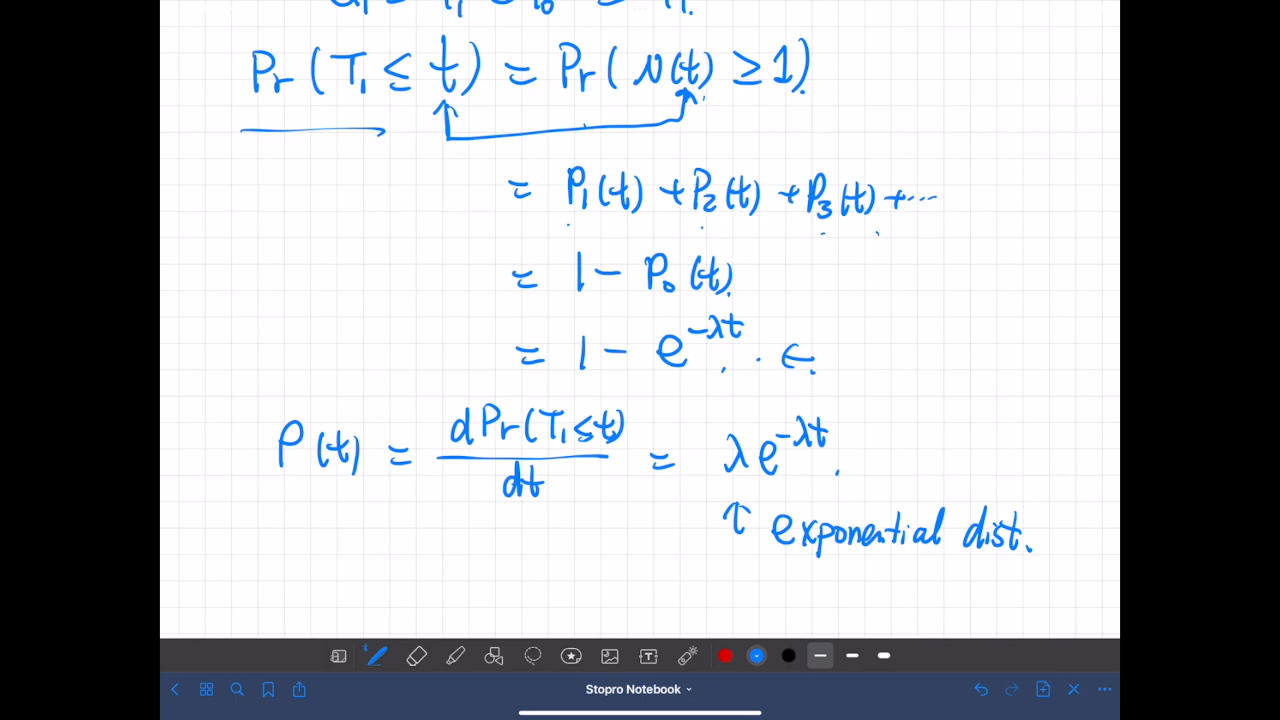 Pr(T₁ ≤ t) = Pr(N(t) ≥ 1)
= P₁(t) + P₂(t) + P₃(t) + ...
= 1 - P₀(t)
= 1 - e^{-λt} . ←
P(t) = dPr(T₁≤t)/dt = λe^{-λt}.
↑ exponential dist.
Stopro Notebook